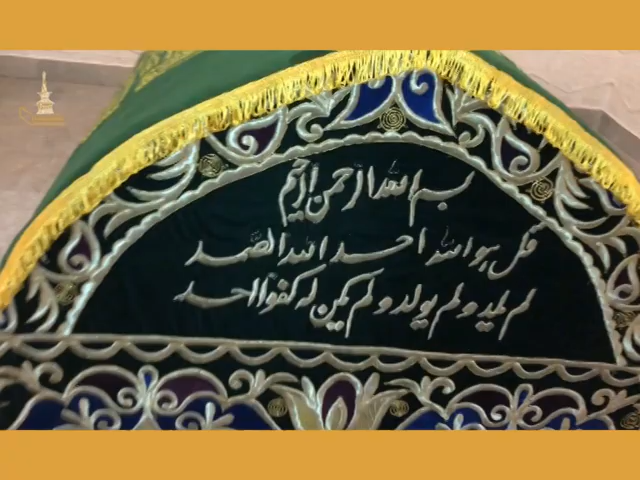 بسم الله الرحمن الرحيم
قل هو الله احد الله الصمد
لم يلد ولم يولد ولم يكن له كفوا احد